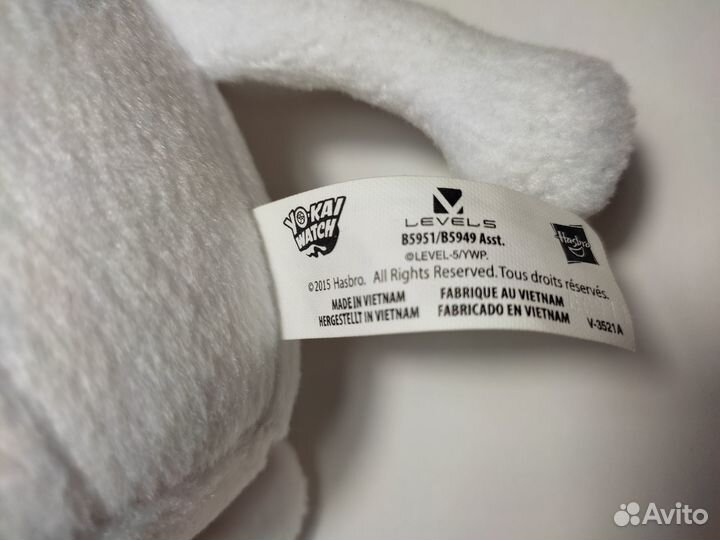 YO-KAI WATCH
LEVEL5
B5951/B5949 Asst.
©LEVEL-5/YWP.
Hasbro
©2015 Hasbro. All Rights Reserved.Tous droits réservés.
MADE IN VIETNAM FABRIQUE AU VIETNAM
HERGESTELLT IN VIETNAM FABRICADO EN VIETNAM
V-3521A
Avito